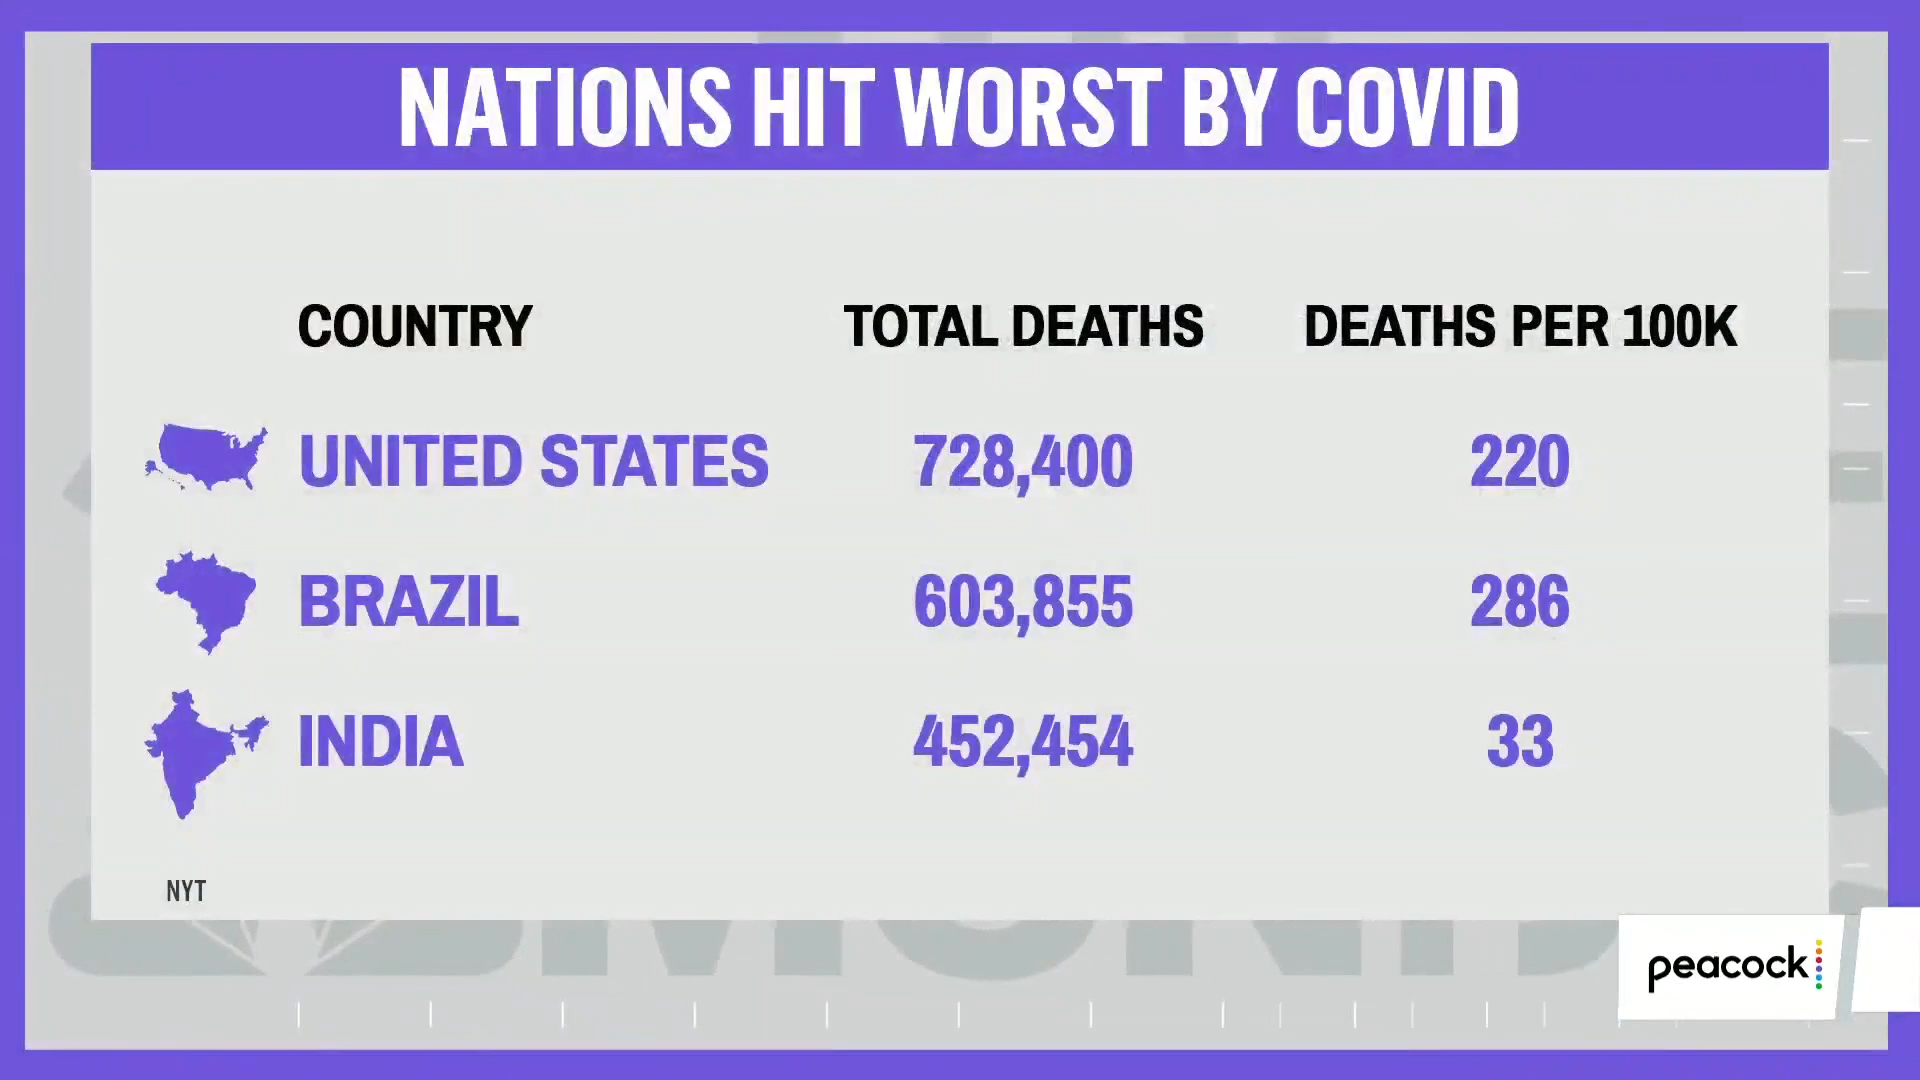 NATIONS HIT WORST BY COVID
COUNTRY TOTAL DEATHS DEATHS PER 100K
UNITED STATES 728,400 220
BRAZIL 603,855 286
INDIA 452,454 33
NYT
peacock